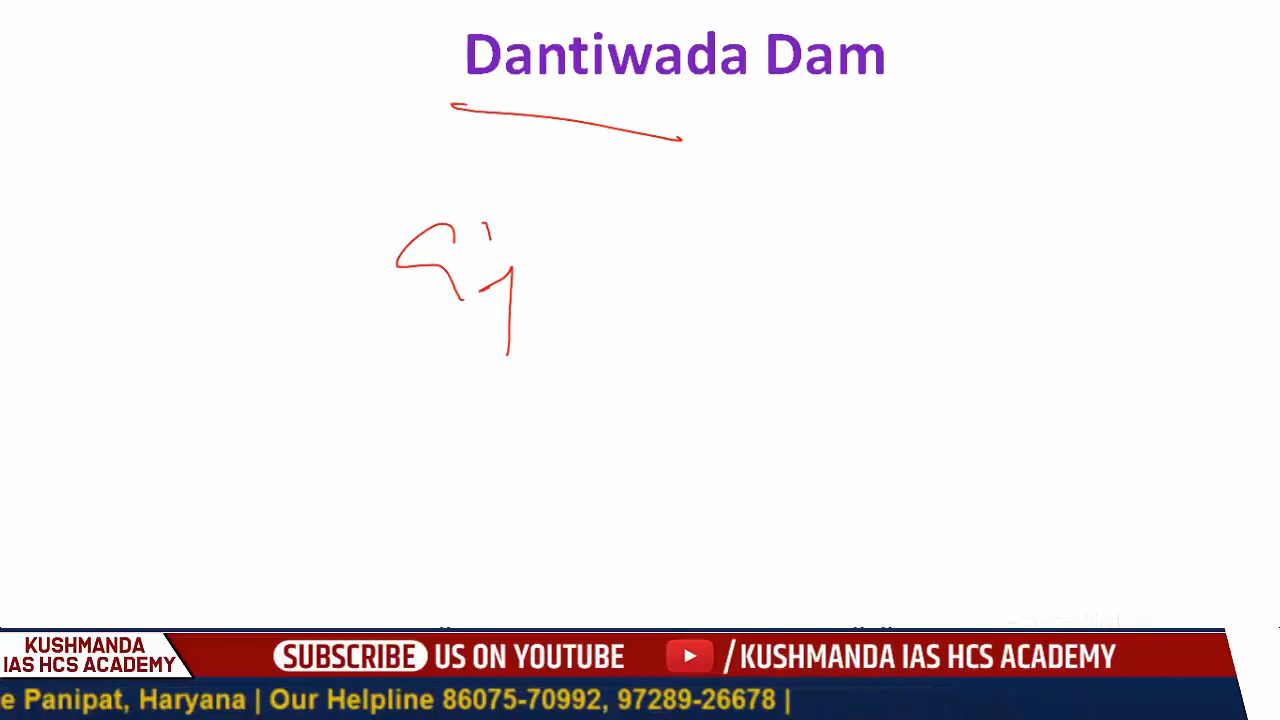 Dantiwada Dam
KUSHMANDA
IAS HCS ACADEMY
SUBSCRIBE US ON YOUTUBE
/KUSHMANDA IAS HCS ACADEMY
e Panipat, Haryana | Our Helpline 86075-70992, 97289-26678 |